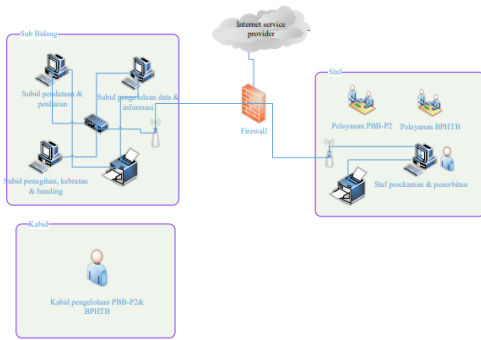 Sub Bidang
Subid pendataan &
penilaian
Subid pengelolaan data &
informasi
Subid penagihan, kebratan
& banding
Internet service
provider
Firewall
Staf
Pelayanan PBB-P2
Pelayanan BPHTB
Staf perekaman & penerbitan
Kabid
Kabid pengelolaan PBB-P2&
BPHTB